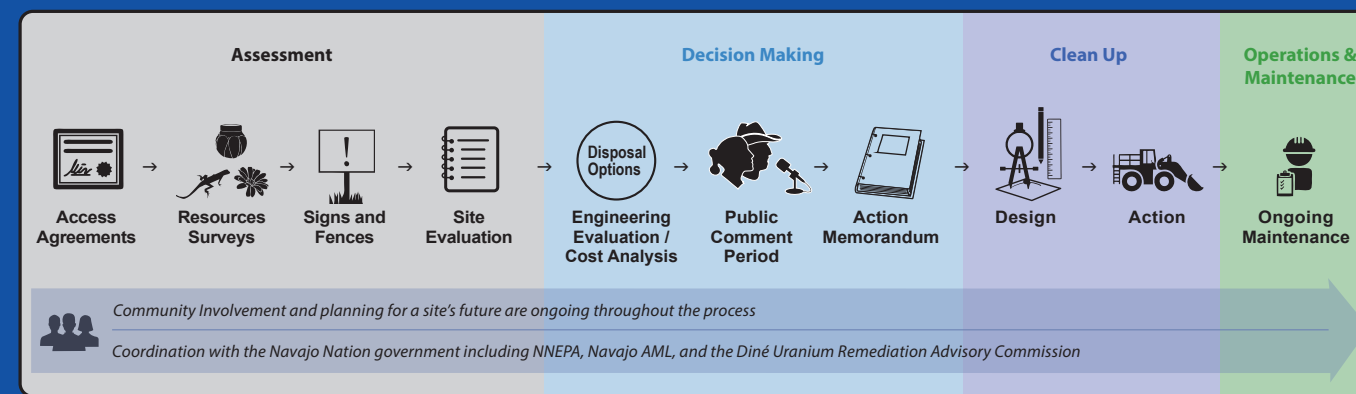 Assessment
Decision Making
Clean Up
Operations &
Maintenance
Access
Agreements
Resources
Surveys
!
Signs and
Fences
Site
Evaluation
Disposal
Options
Engineering
Evaluation /
Cost Analysis
Public
Comment
Period
Action
Memorandum
Design
Action
Ongoing
Maintenance
Community Involvement and planning for a site's future are ongoing throughout the process
Coordination with the Navajo Nation government including NNEPA, Navajo AML, and the Diné Uranium Remediation Advisory Commission